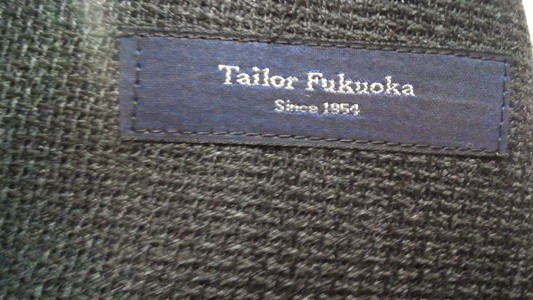 Tailor Fukuoka
Since 1954